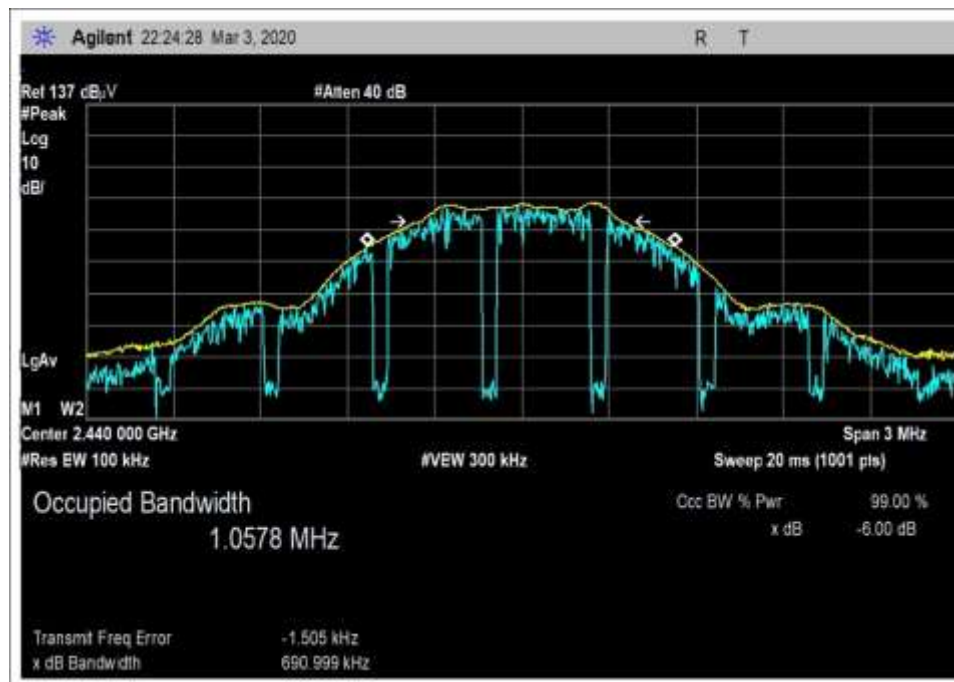 Agilent 22:24:28 Mar 3, 2020 R T
Ref 137 dBµV #Atten 40 dB
#Peak
Log
10
dB/
LgAv
M1 W2
Center 2.440 000 GHz Span 3 MHz
#Res EW 100 kHz #VEW 300 kHz Sweep 20 ms (1001 pts)
Occupied Bandwidth Occ BW % Pwr 99.00 %
1.0578 MHz x dB -6.00 dB
Transmit Freq Error -1.505 kHz
x dB Bandwidth 690.999 kHz